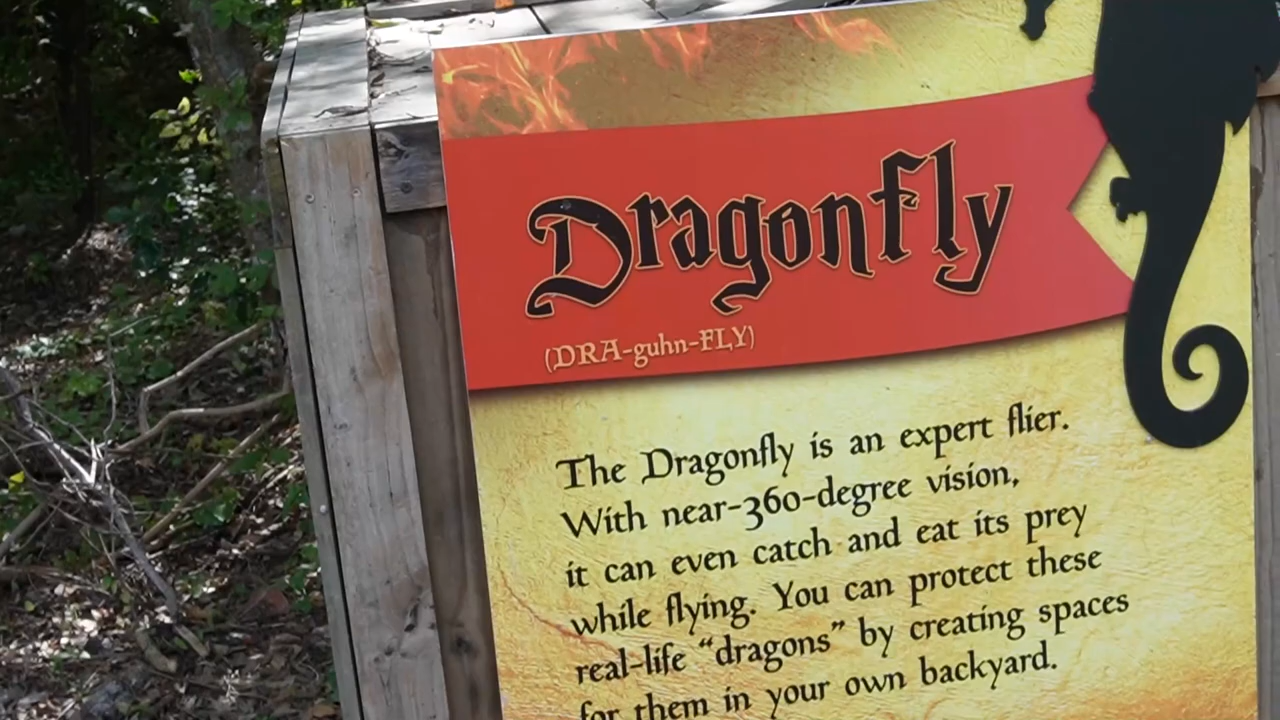 Dragonfly
(DRA-guhn-FLY)
The Dragonfly is an expert flier.
With near-360-degree vision,
it can even catch and eat its prey
while flying. You can protect these
real-life “dragons” by creating spaces
for them in your own backyard.